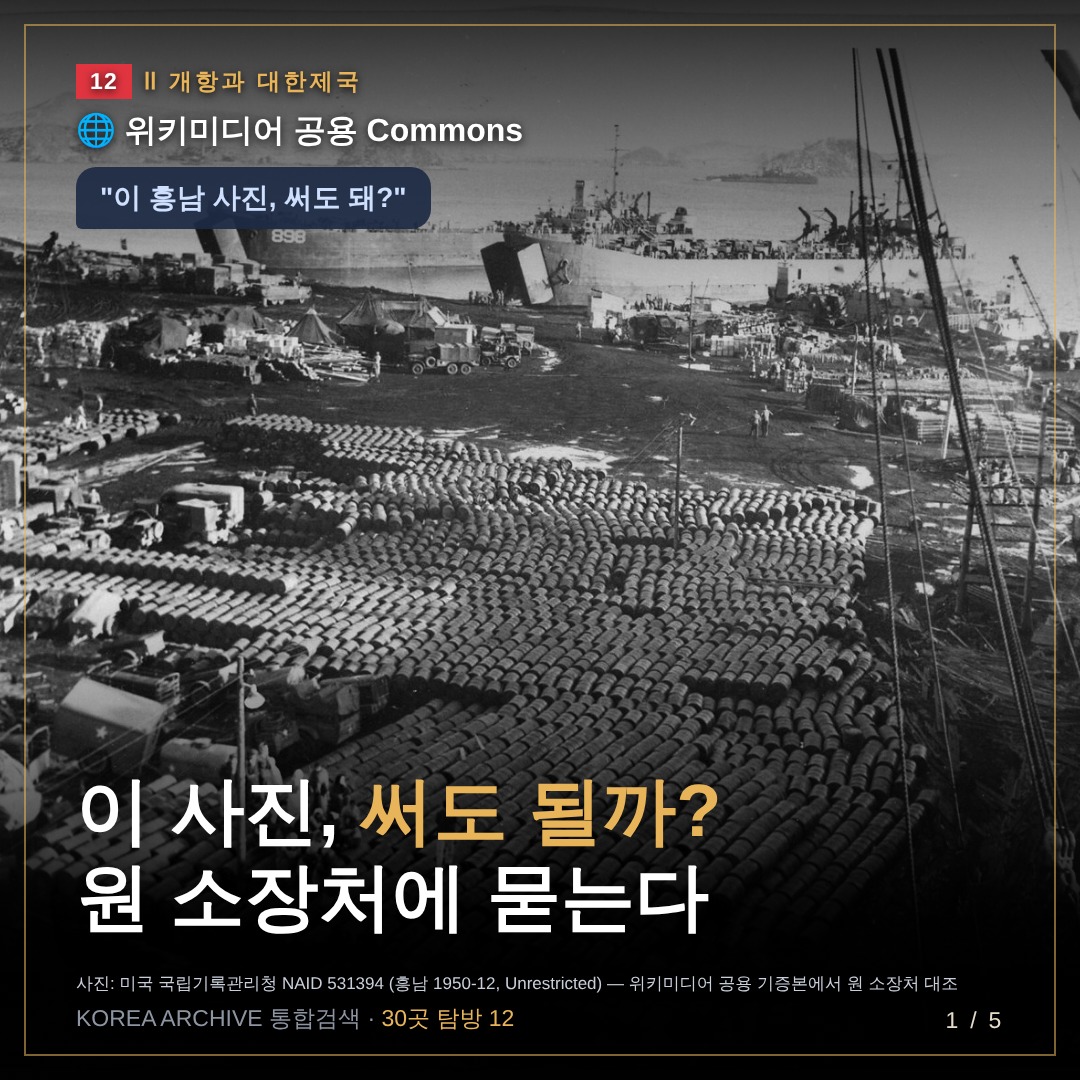 12 Ⅱ 개항과 대한제국
위키미디어 공용 Commons
"이 흥남 사진, 써도 돼?"
898
이 사진, 써도 될까?
원 소장처에 묻는다
사진: 미국 국립기록관리청 NAID 531394 (흥남 1950-12, Unrestricted) — 위키미디어 공용 기증본에서 원 소장처 대조
KOREA ARCHIVE 통합검색 · 30곳 탐방 12
1 / 5